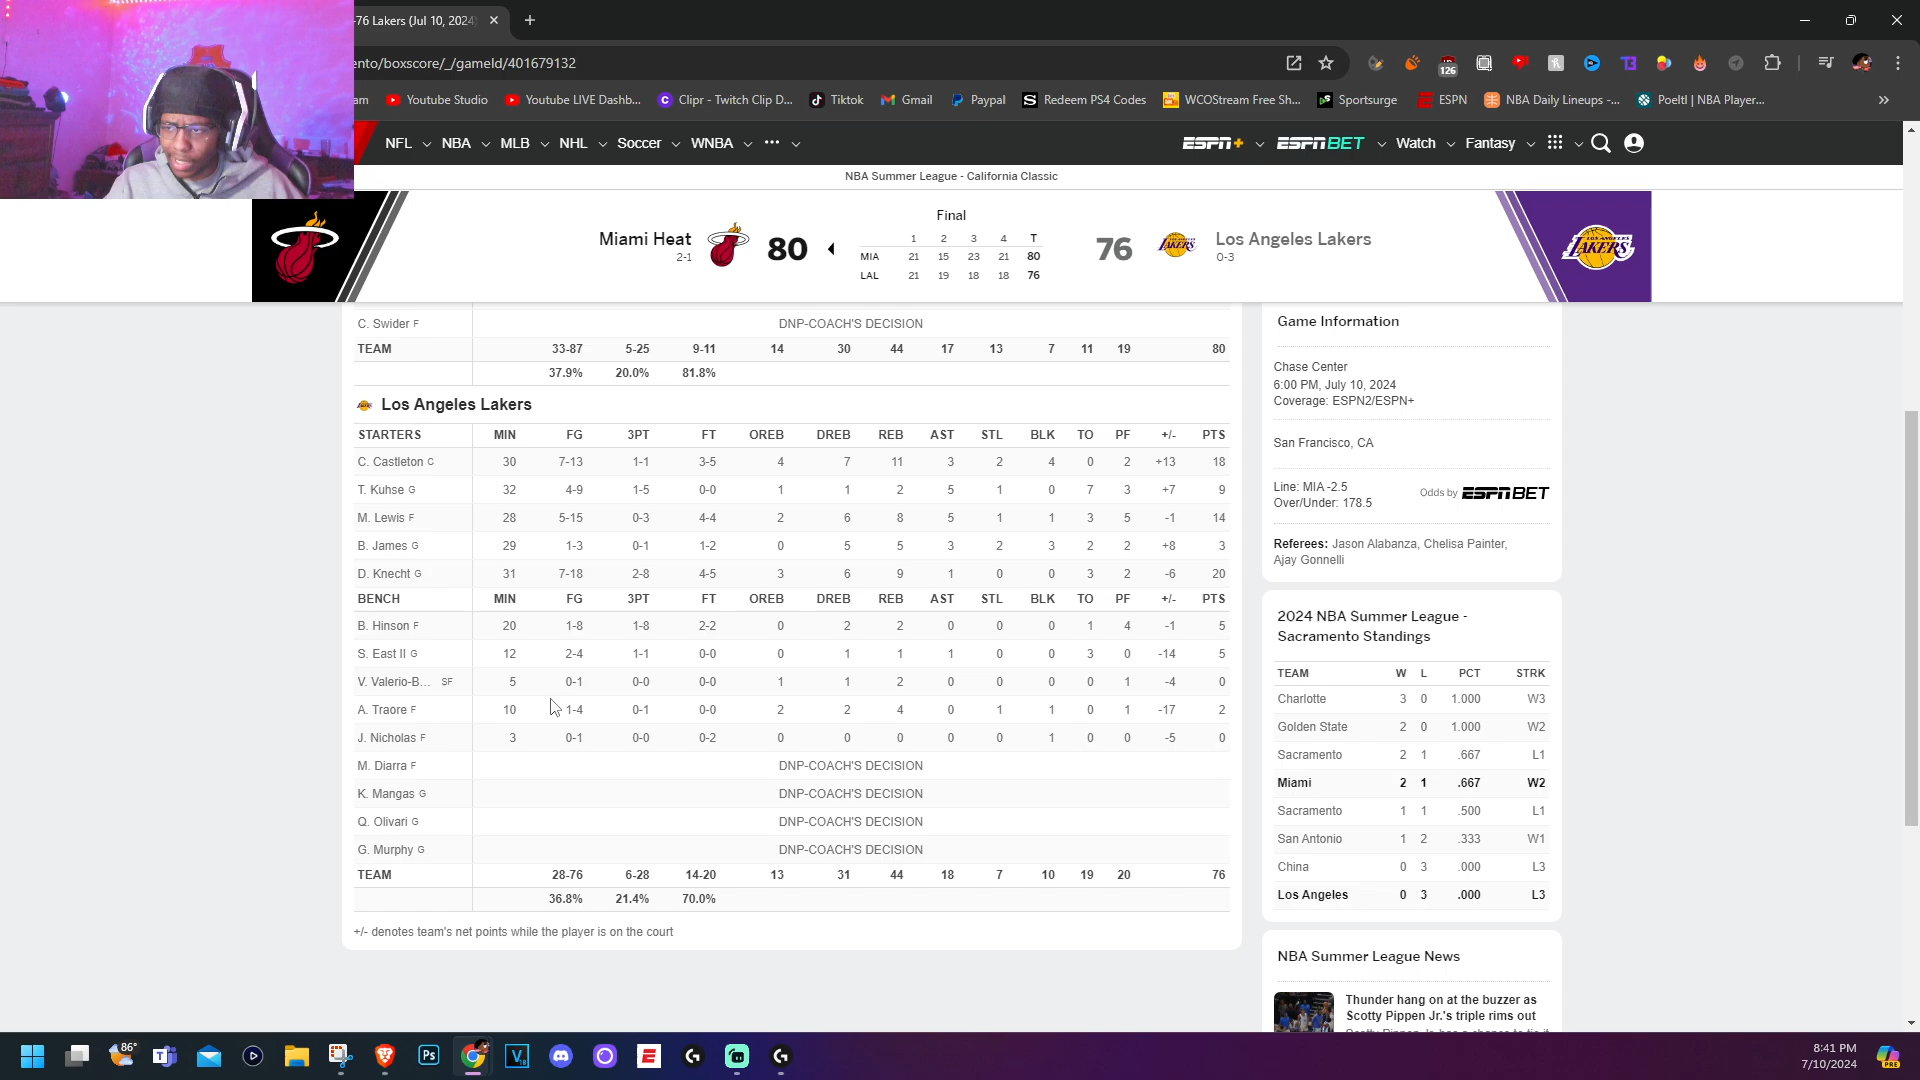 -76 Lakers (Jul 10, 2024)
ento/boxscore/_/gameId/401679132
126
am Youtube Studio Youtube LIVE Dashb... Clipr - Twitch Clip D... Tiktok Gmail Paypal Redeem PS4 Codes WCOStream Free Sh... Sportsurge ESPN NBA Daily Lineups -... Poeltl | NBA Player... »
NFL NBA MLB NHL Soccer WNBA ••• ESPN+ ESPN BET Watch Fantasy
NBA Summer League - California Classic
Final
Miami Heat 80 76 Los Angeles Lakers
2-1 0-3
1 2 3 4 T
MIA 21 15 23 21 80
LAL 21 19 18 18 76
LOS ANGELES LAKERS
C. Swider F DNP-COACH'S DECISION
TEAM 33-87 5-25 9-11 14 30 44 17 13 7 11 19 80
37.9% 20.0% 81.8%
Los Angeles Lakers
STARTERS MIN FG 3PT FT OREB DREB REB AST STL BLK TO PF +/- PTS
C. Castleton C 30 7-13 1-1 3-5 4 7 11 3 2 4 0 2 +13 18
T. Kuhse G 32 4-9 1-5 0-0 1 1 2 5 1 0 7 3 +7 9
M. Lewis F 28 5-15 0-3 4-4 2 6 8 5 1 1 3 5 -1 14
B. James G 29 1-3 0-1 1-2 0 5 5 3 2 3 2 2 +8 3
D. Knecht G 31 7-18 2-8 4-5 3 6 9 1 0 0 3 2 -6 20
BENCH MIN FG 3PT FT OREB DREB REB AST STL BLK TO PF +/- PTS
B. Hinson F 20 1-8 1-8 2-2 0 2 2 0 0 0 1 4 -1 5
S. East II G 12 2-4 1-1 0-0 0 1 1 1 0 0 3 0 -14 5
V. Valerio-B... SF 5 0-1 0-0 0-0 1 1 2 0 0 0 0 1 -4 0
A. Traore F 10 1-4 0-1 0-0 2 2 4 0 1 1 0 1 -17 2
J. Nicholas F 3 0-1 0-0 0-2 0 0 0 0 0 1 0 0 -5 0
M. Diarra F DNP-COACH'S DECISION
K. Mangas G DNP-COACH'S DECISION
Q. Olivari G DNP-COACH'S DECISION
G. Murphy G DNP-COACH'S DECISION
TEAM 28-76 6-28 14-20 13 31 44 18 7 10 19 20 76
36.8% 21.4% 70.0%
+/- denotes team's net points while the player is on the court
Game Information
Chase Center
6:00 PM, July 10, 2024
Coverage: ESPN2/ESPN+
San Francisco, CA
Line: MIA -2.5
Over/Under: 178.5
Odds by ESPN BET
Referees: Jason Alabanza, Chelisa Painter,
Ajay Gonnelli
2024 NBA Summer League -
Sacramento Standings
TEAM W L PCT STRK
Charlotte 3 0 1.000 W3
Golden State 2 0 1.000 W2
Sacramento 2 1 .667 L1
Miami 2 1 .667 W2
Sacramento 1 1 .500 L1
San Antonio 1 2 .333 W1
China 0 3 .000 L3
Los Angeles 0 3 .000 L3
NBA Summer League News
Thunder hang on at the buzzer as
Scotty Pippen Jr.'s triple rims out
86°
Ps
8:41 PM
7/10/2024
PRE